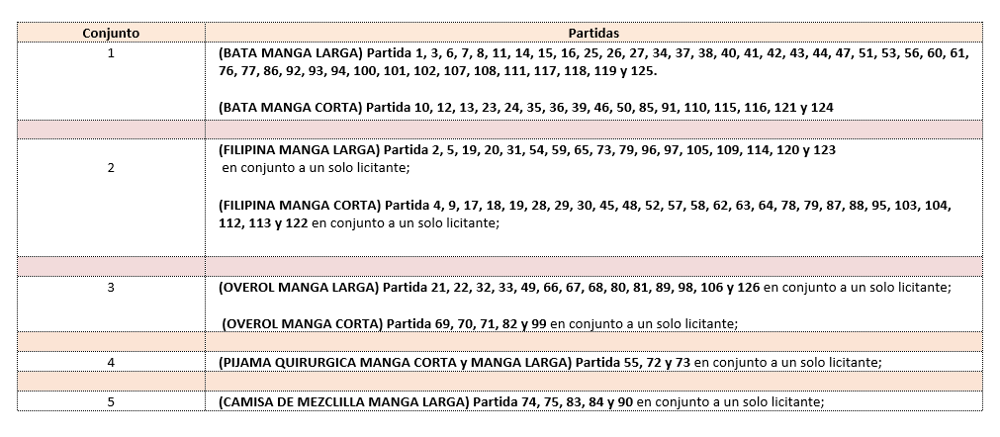 Conjunto Partidas
1 (BATA MANGA LARGA) Partida 1, 3, 6, 7, 8, 11, 14, 15, 16, 25, 26, 27, 34, 37, 38, 40, 41, 42, 43, 44, 47, 51, 53, 56, 60, 61,
76, 77, 86, 92, 93, 94, 100, 101, 102, 107, 108, 111, 117, 118, 119 y 125.
(BATA MANGA CORTA) Partida 10, 12, 13, 23, 24, 35, 36, 39, 46, 50, 85, 91, 110, 115, 116, 121 y 124
(FILIPINA MANGA LARGA) Partida 2, 5, 19, 20, 31, 54, 59, 65, 73, 79, 96, 97, 105, 109, 114, 120 y 123
2 en conjunto a un solo licitante;
(FILIPINA MANGA CORTA) Partida 4, 9, 17, 18, 19, 28, 29, 30, 45, 48, 52, 57, 58, 62, 63, 64, 78, 79, 87, 88, 95, 103, 104,
112, 113 y 122 en conjunto a un solo licitante;
3 (OVEROL MANGA LARGA) Partida 21, 22, 32, 33, 49, 66, 67, 68, 80, 81, 89, 98, 106 y 126 en conjunto a un solo licitante;
(OVEROL MANGA CORTA) Partida 69, 70, 71, 82 y 99 en conjunto a un solo licitante;
4 (PIJAMA QUIRURGICA MANGA CORTA y MANGA LARGA) Partida 55, 72 y 73 en conjunto a un solo licitante;
5 (CAMISA DE MEZCLILLA MANGA LARGA) Partida 74, 75, 83, 84 y 90 en conjunto a un solo licitante;